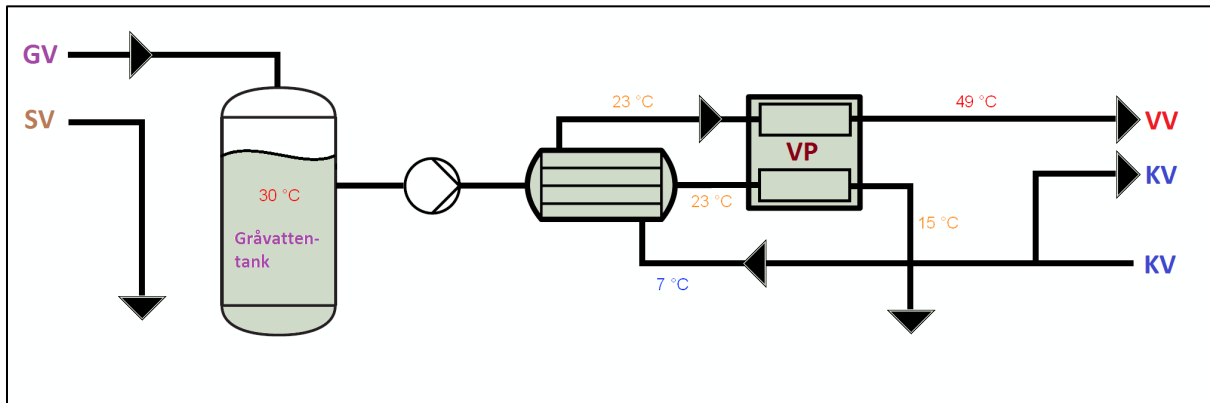 GV
SV
30 °C
Gråvatten-
tank
23 °C
23 °C
VP
49 °C
VV
KV
15 °C
7 °C
KV